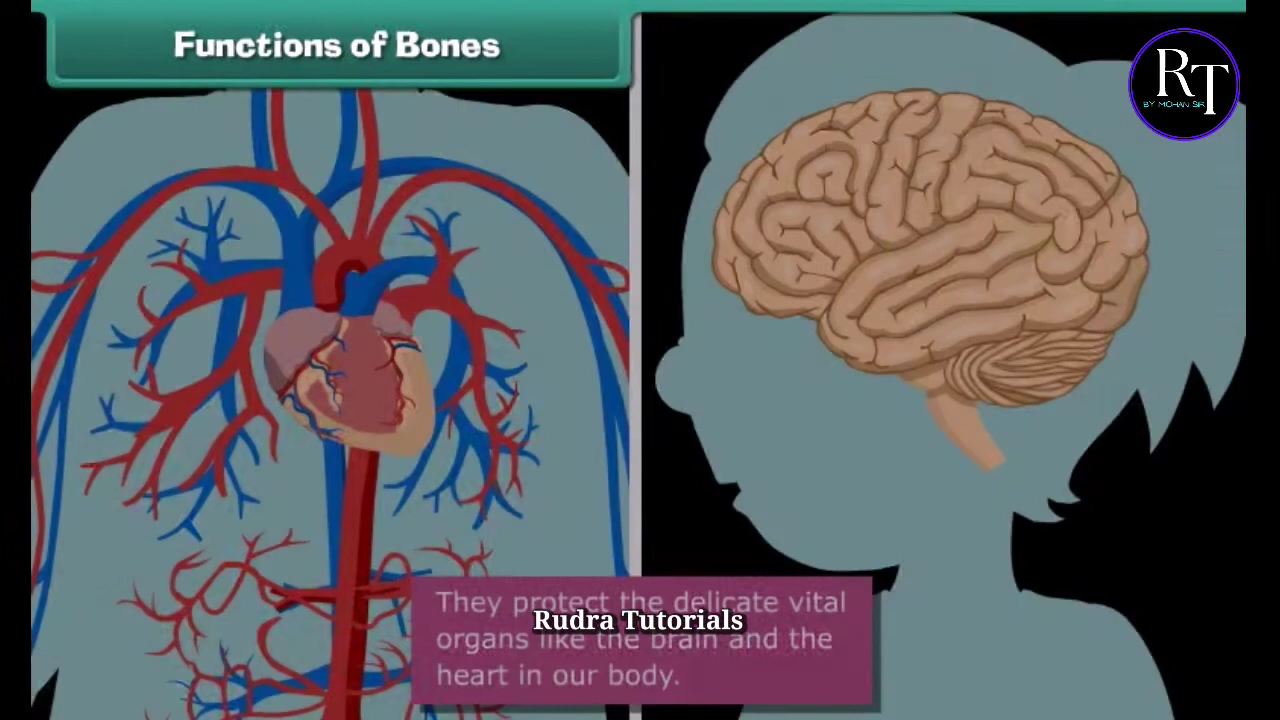 Functions of Bones
RT
BY MOHAN SIR
They protect the delicate vital
Rudra Tutorials
organs like the brain and the
heart in our body.